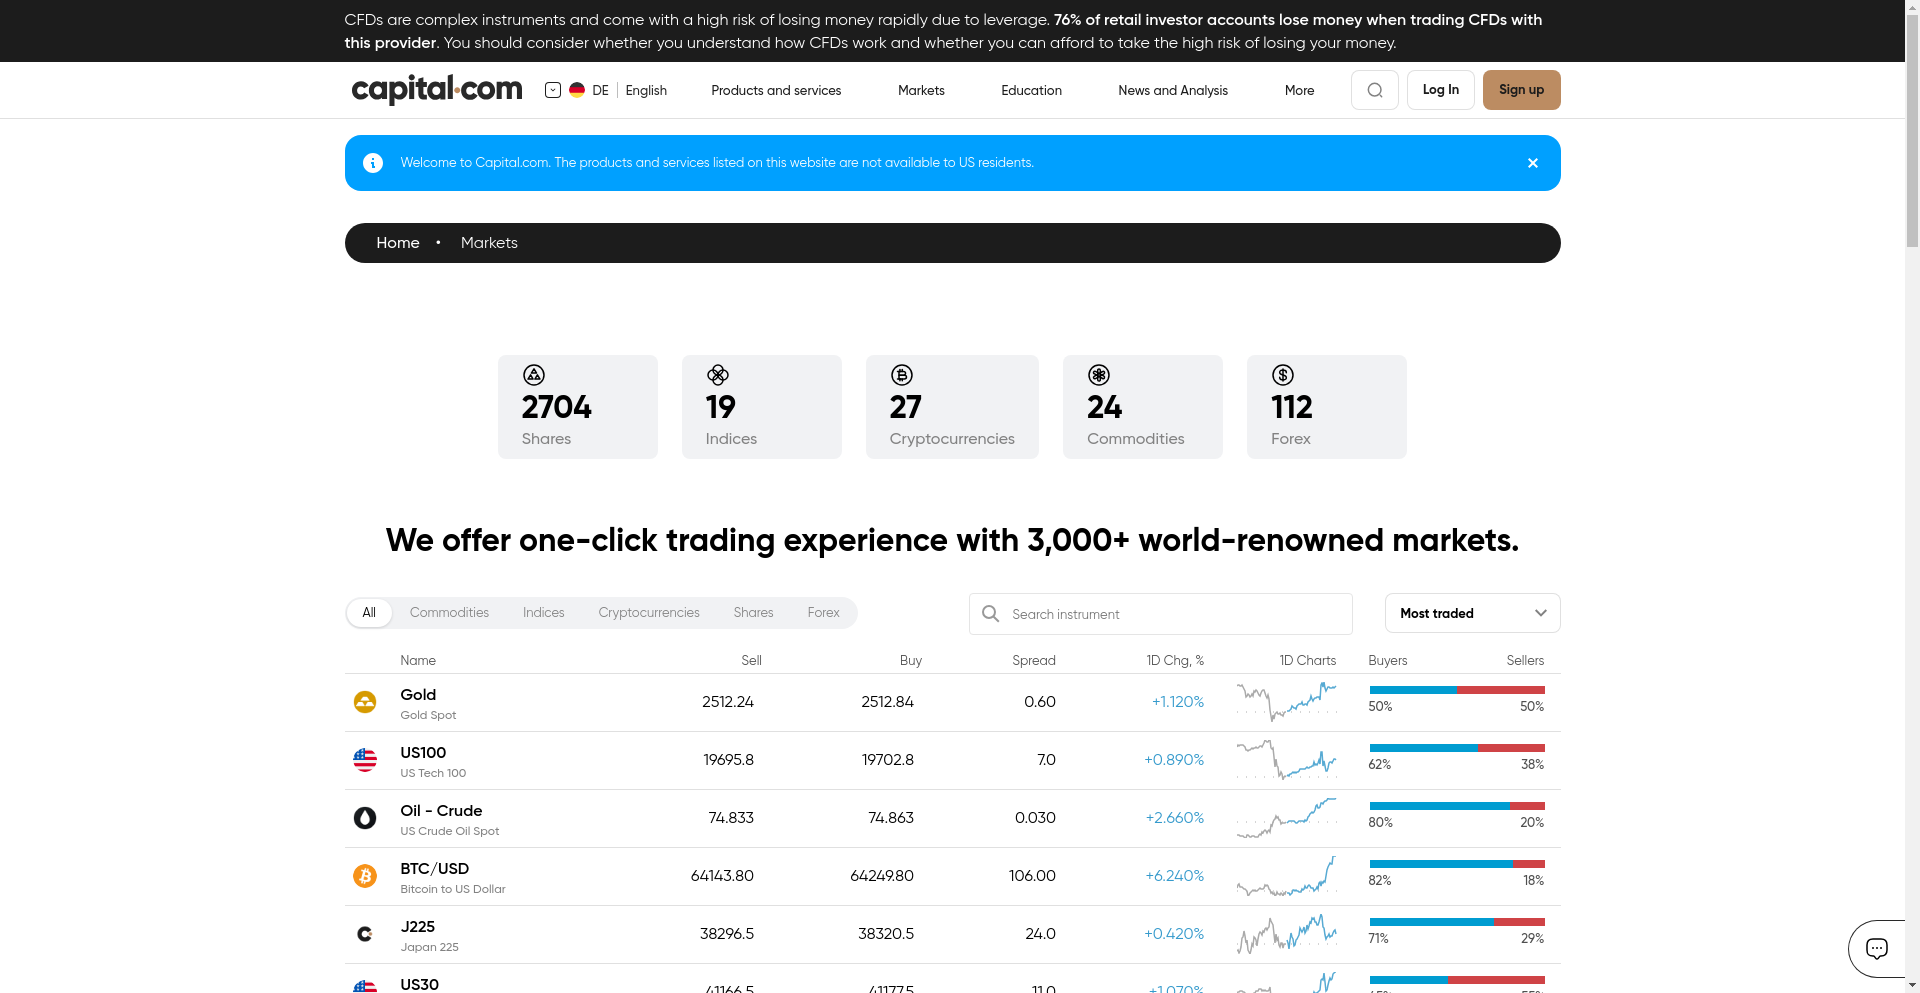 CFDs are complex instruments and come with a high risk of losing money rapidly due to leverage. 76% of retail investor accounts lose money when trading CFDs with
this provider. You should consider whether you understand how CFDs work and whether you can afford to take the high risk of losing your money.
capital.com DE English Products and services Markets Education News and Analysis More Log In Sign up
Welcome to Capital.com. The products and services listed on this website are not available to US residents.
Home • Markets
2704 19 27 24 112
Shares Indices Cryptocurrencies Commodities Forex
We offer one-click trading experience with 3,000+ world-renowned markets.
All Commodities Indices Cryptocurrencies Shares Forex Search instrument Most traded
Name Sell Buy Spread 1D Chg, % 1D Charts Buyers Sellers
Gold 2512.24 2512.84 0.60 +1.120%
Gold Spot 50% 50%
US100 19695.8 19702.8 7.0 +0.890%
US Tech 100 62% 38%
Oil - Crude 74.833 74.863 0.030 +2.660%
US Crude Oil Spot 80% 20%
BTC/USD 64143.80 64249.80 106.00 +6.240%
Bitcoin to US Dollar 82% 18%
J225 38296.5 38320.5 24.0 +0.420%
Japan 225 71% 29%
US30 41166.5 41177.5 11.0 +1.070%